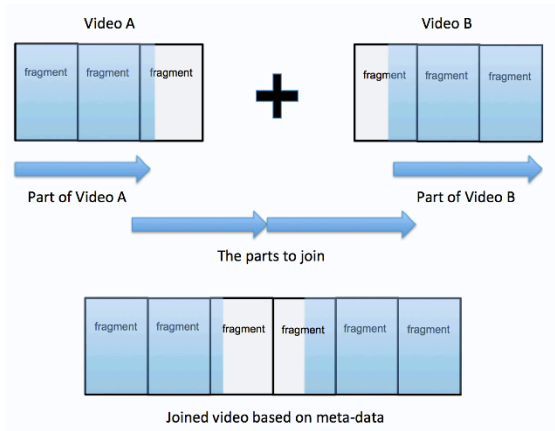 Video A
Video B
fragment fragment fragment
fragment fragment fragment
Part of Video A
Part of Video B
The parts to join
fragment fragment fragment fragment fragment fragment
Joined video based on meta-data